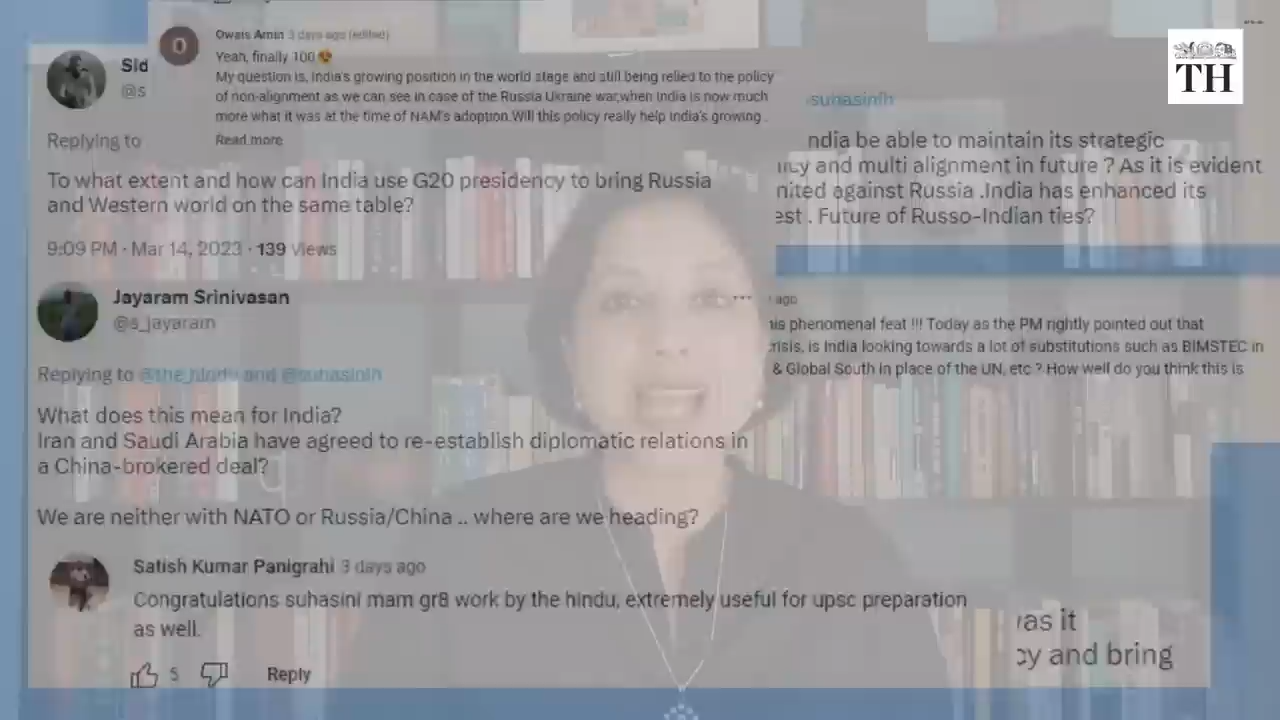 Owais Amin 3 days ago (edited)
Yeah, finally 100 😍
My question is, India's growing position in the world stage and still being relied to the policy
of non-alignment as we can see in case of the Russia Ukraine war,when India is now much
more what it was at the time of NAM's adoption.Will this policy really help India's growing .
Read more
O
Sid
@s
Replying to
To what extent and how can India use G20 presidency to bring Russia
and Western world on the same table?
9:09 PM · Mar 14, 2023 · 139 Views
TH
suhasinih
ndia be able to maintain its strategic
icy and multi alignment in future ? As it is evident
nited against Russia .India has enhanced its
est . Future of Russo-Indian ties?
ago
his phenomenal feat !!! Today as the PM rightly pointed out that
crisis, is India looking towards a lot of substitutions such as BIMSTEC in
& Global South in place of the UN, etc ? How well do you think this is
Jayaram Srinivasan
@s_jayaram
Replying to @the_hindu and @suhasinih
What does this mean for India?
Iran and Saudi Arabia have agreed to re-establish diplomatic relations in
a China-brokered deal?
We are neither with NATO or Russia/China .. where are we heading?
Satish Kumar Panigrahi 3 days ago
Congratulations suhasini mam gr8 work by the hindu, extremely useful for upsc preparation
as well.
5 Reply
as it
cy and bring